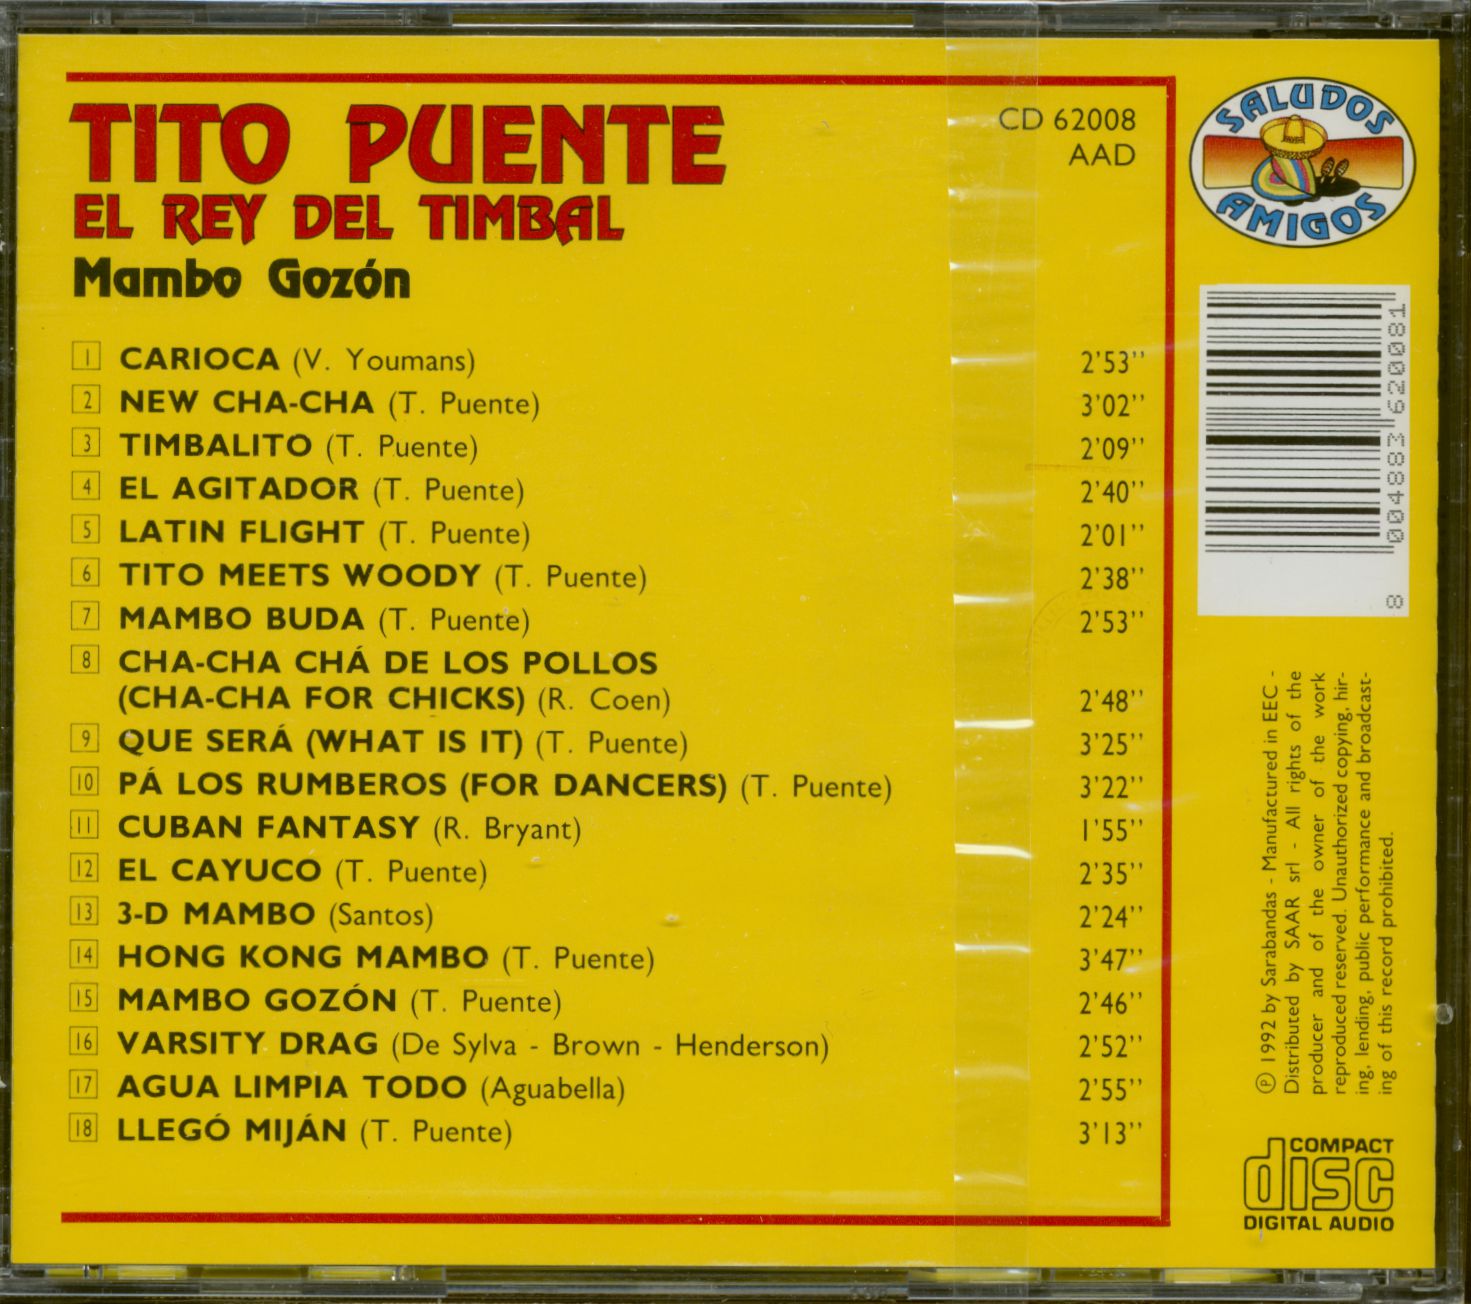 TITO PUENTE
EL REY DEL TIMBAL
Mambo Gozón
CD 62008
AAD
SALUDOS
AMIGOS
1 CARIOCA (V. Youmans) 2'53''
2 NEW CHA-CHA (T. Puente) 3'02''
3 TIMBALITO (T. Puente) 2'09''
4 EL AGITADOR (T. Puente) 2'40''
5 LATIN FLIGHT (T. Puente) 2'01''
6 TITO MEETS WOODY (T. Puente) 2'38''
7 MAMBO BUDA (T. Puente) 2'53''
8 CHA-CHA CHÁ DE LOS POLLOS
(CHA-CHA FOR CHICKS) (R. Coen) 2'48''
9 QUE SERÁ (WHAT IS IT) (T. Puente) 3'25''
10 PÁ LOS RUMBEROS (FOR DANCERS) (T. Puente) 3'22''
11 CUBAN FANTASY (R. Bryant) 1'55''
12 EL CAYUCO (T. Puente) 2'35''
13 3-D MAMBO (Santos) 2'24''
14 HONG KONG MAMBO (T. Puente) 3'47''
15 MAMBO GOZÓN (T. Puente) 2'46''
16 VARSITY DRAG (De Sylva - Brown - Henderson) 2'52''
17 AGUA LIMPIA TODO (Aguabella) 2'55''
18 LLEGÓ MIJÁN (T. Puente) 3'13''
8 004883 620081
℗ 1992 by Sarabandas - Manufactured in EEC -
Distributed by SAAR srl - All rights of the
producer and of the owner of the work
reproduced reserved. Unauthorized copying, hir-
ing, lending, public performance and broadcast-
ing of this record prohibited.
COMPACT
disc
DIGITAL AUDIO